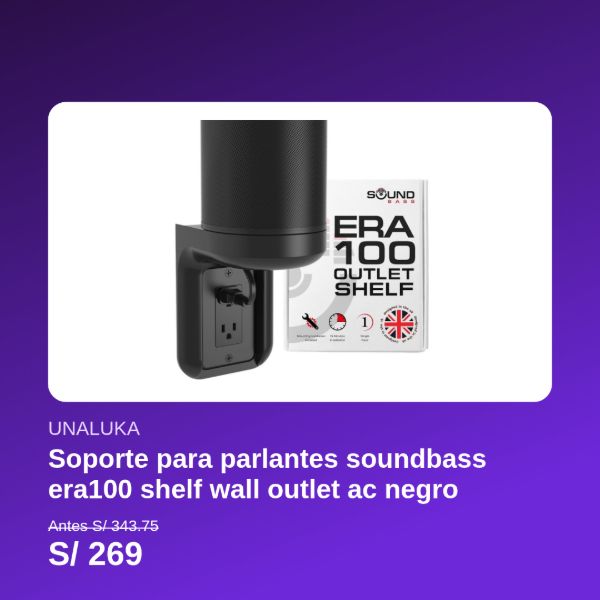 SOUND
BASS
ERA
100
OUTLET
SHELF
1
UNALUKA
Soporte para parlantes soundbass
era100 shelf wall outlet ac negro
Antes S/ 343.75
S/ 269